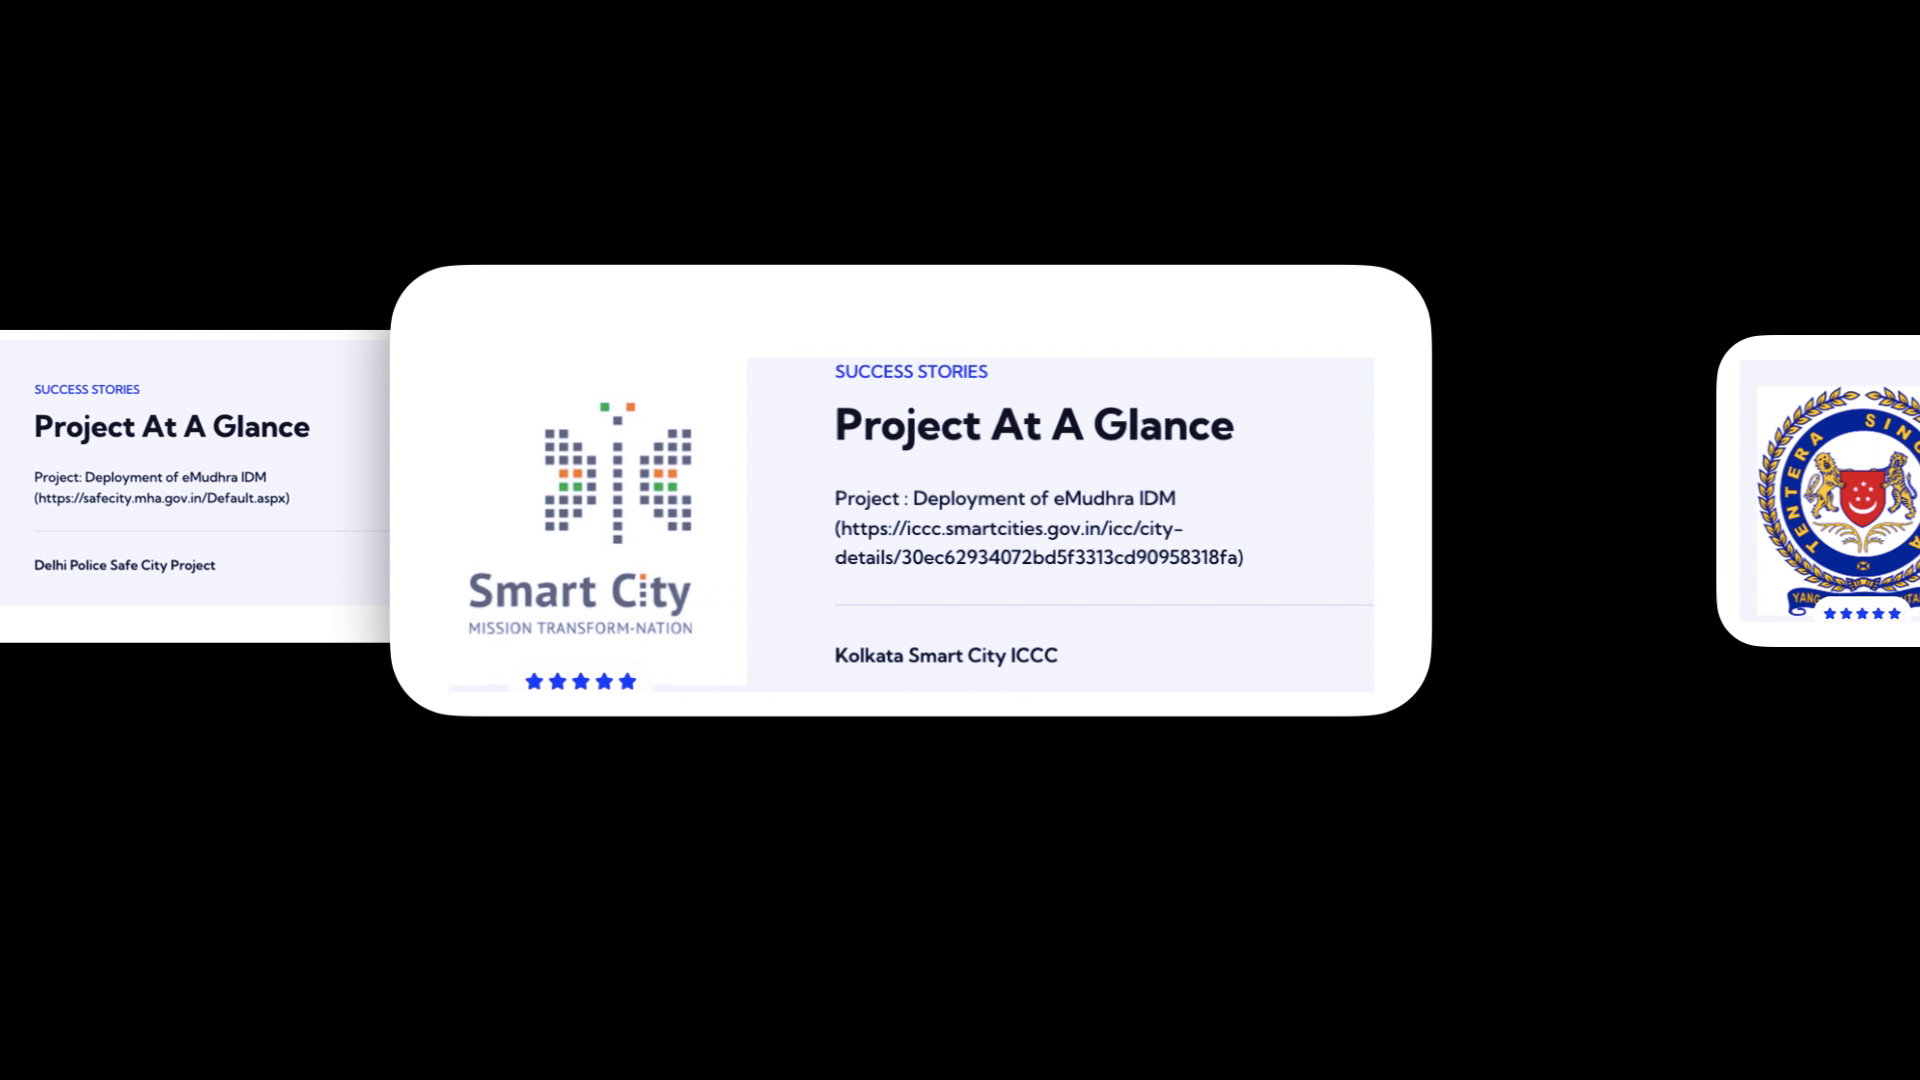 SUCCESS STORIES
Project At A Glance
Project: Deployment of eMudhra IDM
(https://safecity.mha.gov.in/Default.aspx)
Delhi Police Safe City Project
Smart City
MISSION TRANSFORM-NATION
SUCCESS STORIES
Project At A Glance
Project : Deployment of eMudhra IDM
(https://iccc.smartcities.gov.in/icc/city-
details/30ec62934072bd5f3313cd90958318fa)
Kolkata Smart City ICCC
TENTERA
YANG